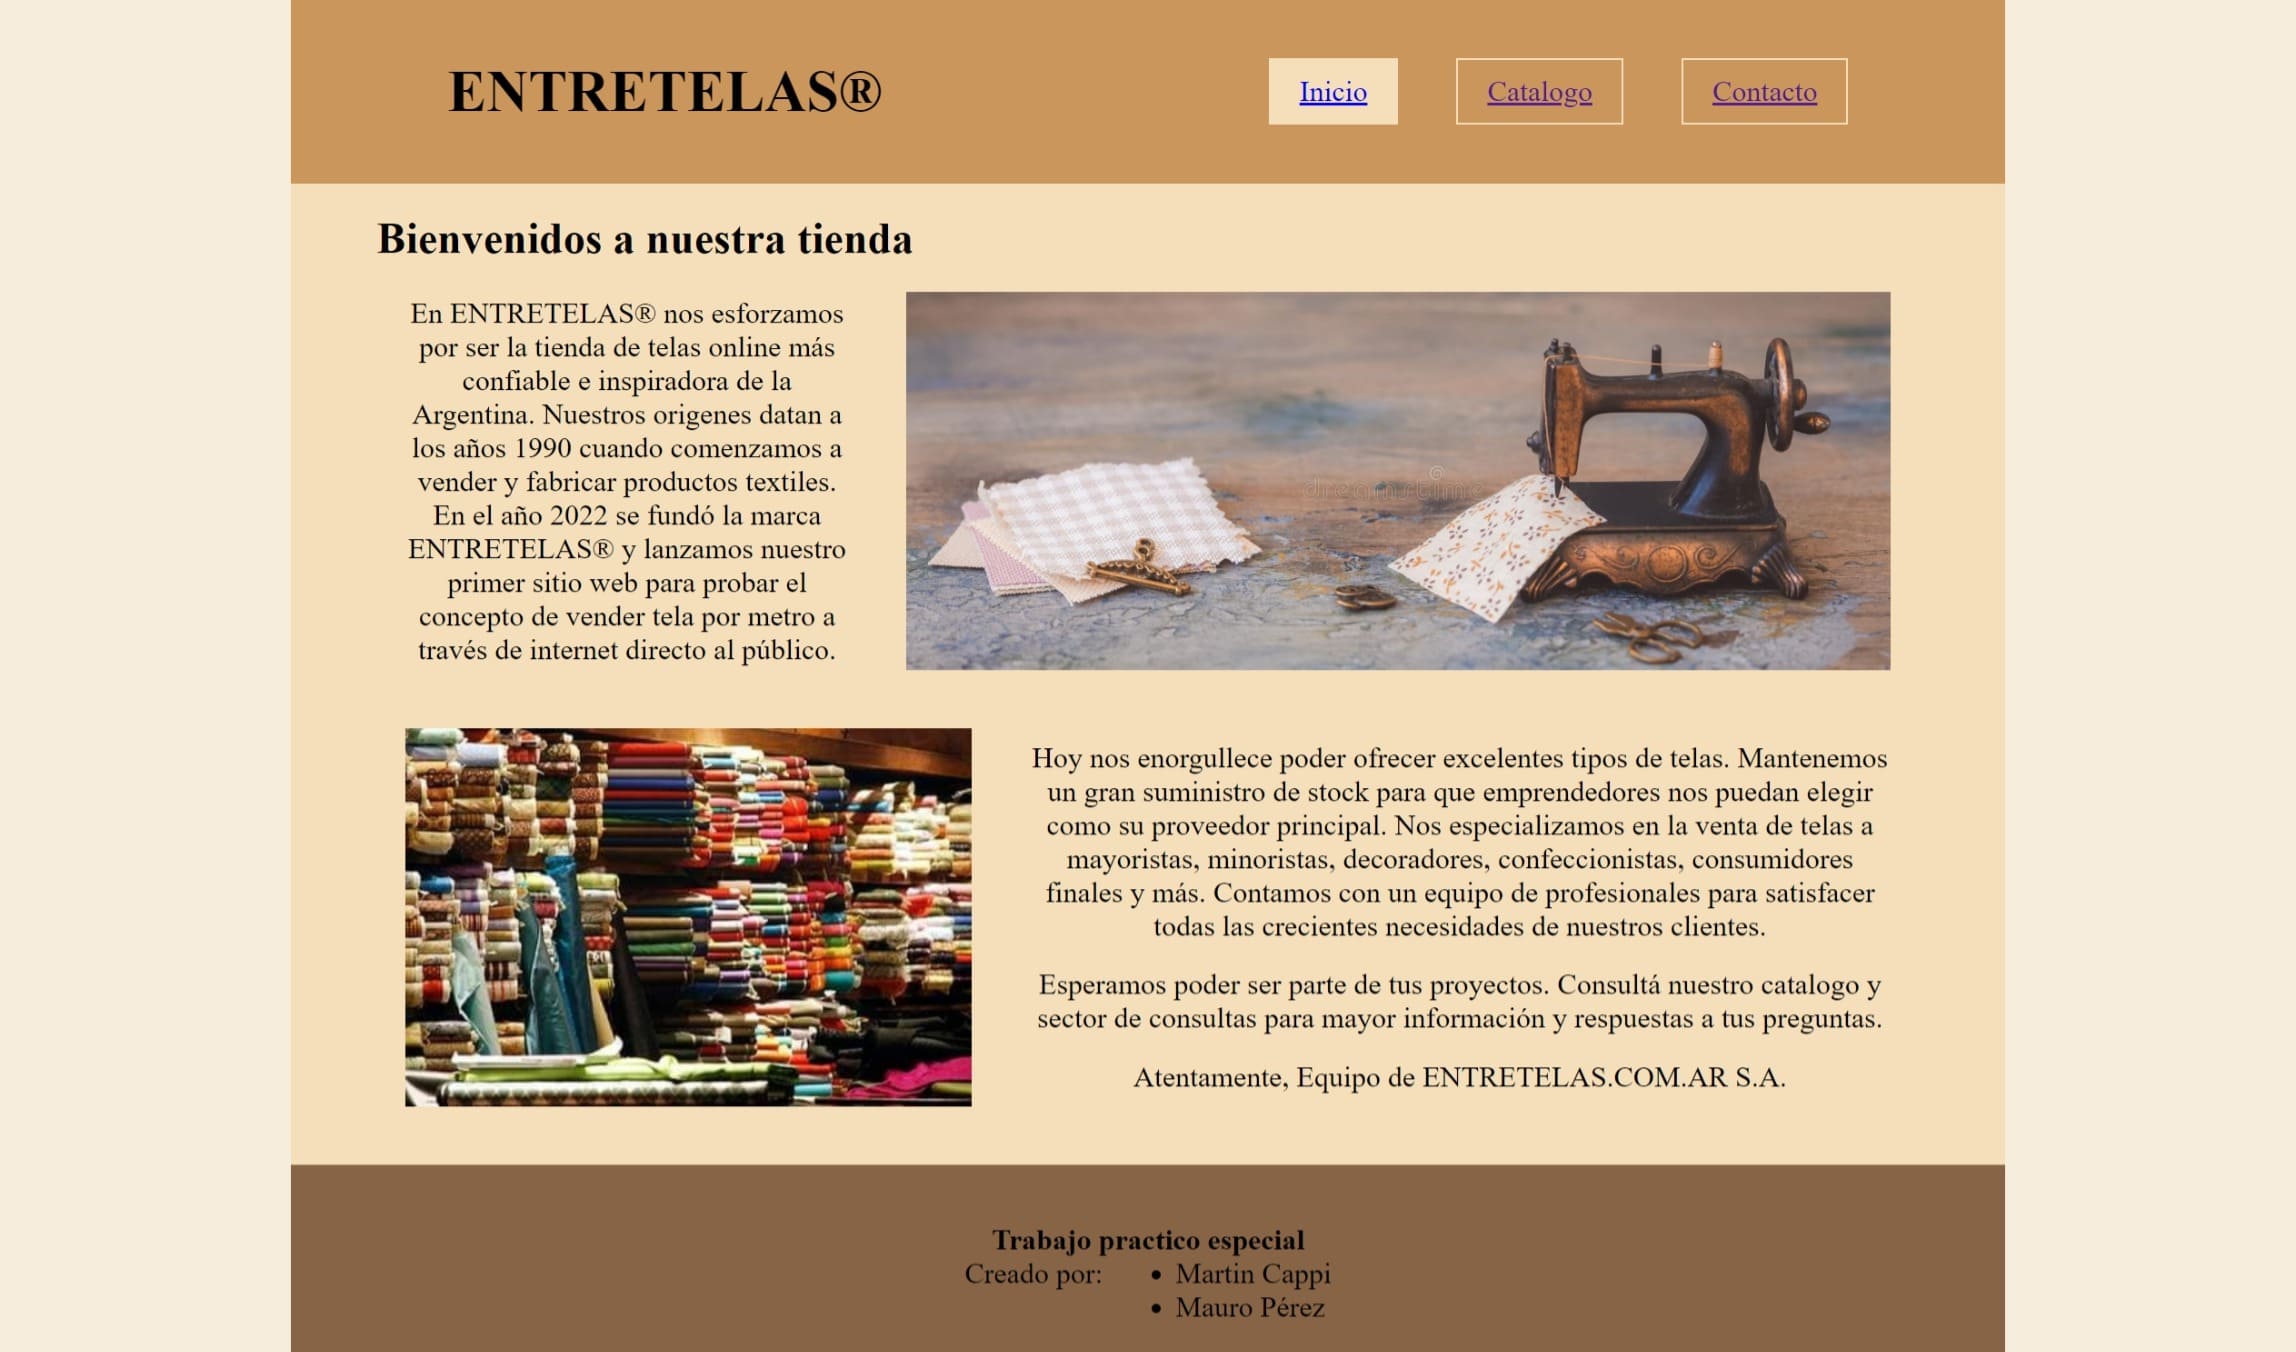 ENTRETELAS®
Inicio
Catalogo
Contacto
Bienvenidos a nuestra tienda
En ENTRETELAS® nos esforzamos
por ser la tienda de telas online más
confiable e inspiradora de la
Argentina. Nuestros origenes datan a
los años 1990 cuando comenzamos a
vender y fabricar productos textiles.
En el año 2022 se fundó la marca
ENTRETELAS® y lanzamos nuestro
primer sitio web para probar el
concepto de vender tela por metro a
través de internet directo al público.
dreamstime
Hoy nos enorgullece poder ofrecer excelentes tipos de telas. Mantenemos
un gran suministro de stock para que emprendedores nos puedan elegir
como su proveedor principal. Nos especializamos en la venta de telas a
mayoristas, minoristas, decoradores, confeccionistas, consumidores
finales y más. Contamos con un equipo de profesionales para satisfacer
todas las crecientes necesidades de nuestros clientes.
Esperamos poder ser parte de tus proyectos. Consultá nuestro catalogo y
sector de consultas para mayor información y respuestas a tus preguntas.
Atentamente, Equipo de ENTRETELAS.COM.AR S.A.
Trabajo practico especial
Creado por:
• Martin Cappi
• Mauro Pérez